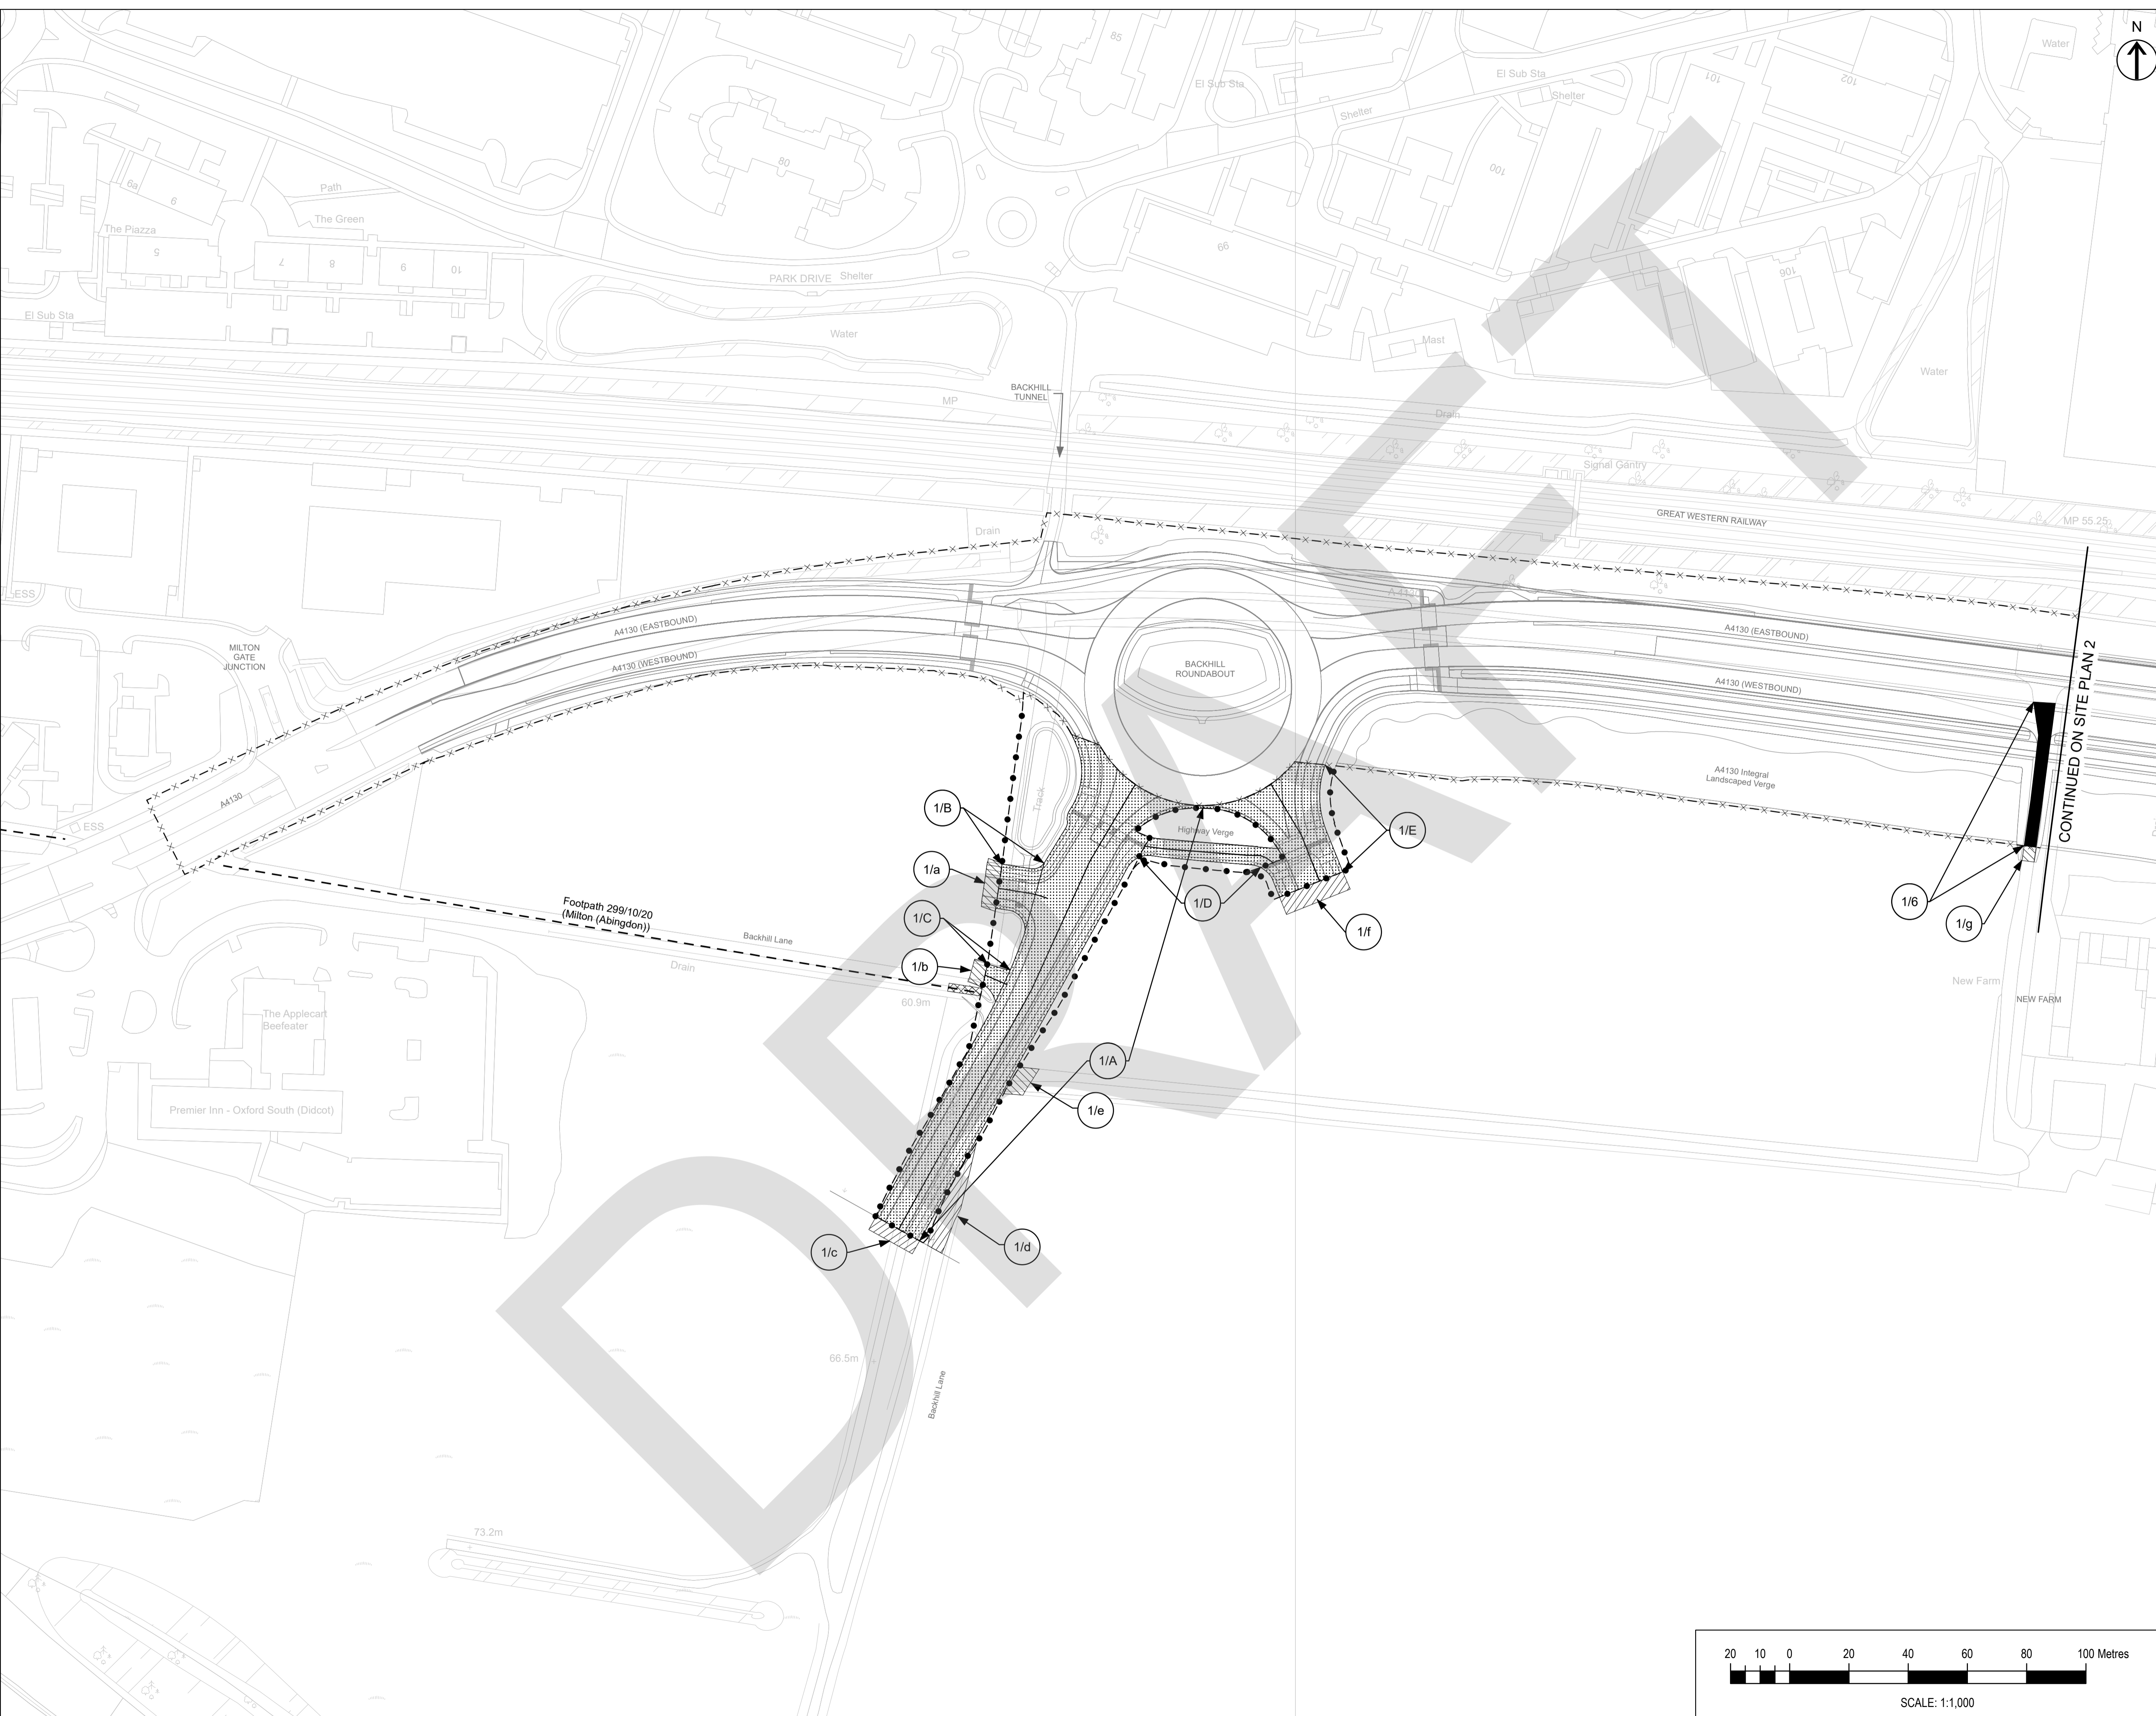 N
85
Water
El Sub Sta
El Sub Sta
101
102
Shelter
Shelter
80
100
6a
9
Path
The Green
The Piazza
5
7
8
9
10
99
106
PARK DRIVE
Shelter
El Sub Sta
Water
Mast
Water
BACKHILL
TUNNEL
MP
Drain
Signal Gantry
GREAT WESTERN RAILWAY
MP 55.25
Drain
ESS
A4130 (EASTBOUND)
A 4130
A4130 (EASTBOUND)
MILTON
GATE
JUNCTION
A4130 (WESTBOUND)
BACKHILL
ROUNDABOUT
A4130 (WESTBOUND)
CONTINUED ON SITE PLAN 2
A4130 Integral
Landscaped Verge
A4130
Track
1/B
ESS
Highway Verge
1/E
1/a
Footpath 299/10/20
(Milton (Abingdon))
1/C
1/D
1/6
1/g
1/f
Backhill Lane
Drain
1/b
60.9m
New Farm
NEW FARM
The Applecart
Beefeater
1/A
Premier Inn - Oxford South (Didcot)
1/e
1/c
1/d
66.5m
Backhill Lane
73.2m
DRAFT
20 10 0 20 40 60 80 100 Metres
SCALE: 1:1,000